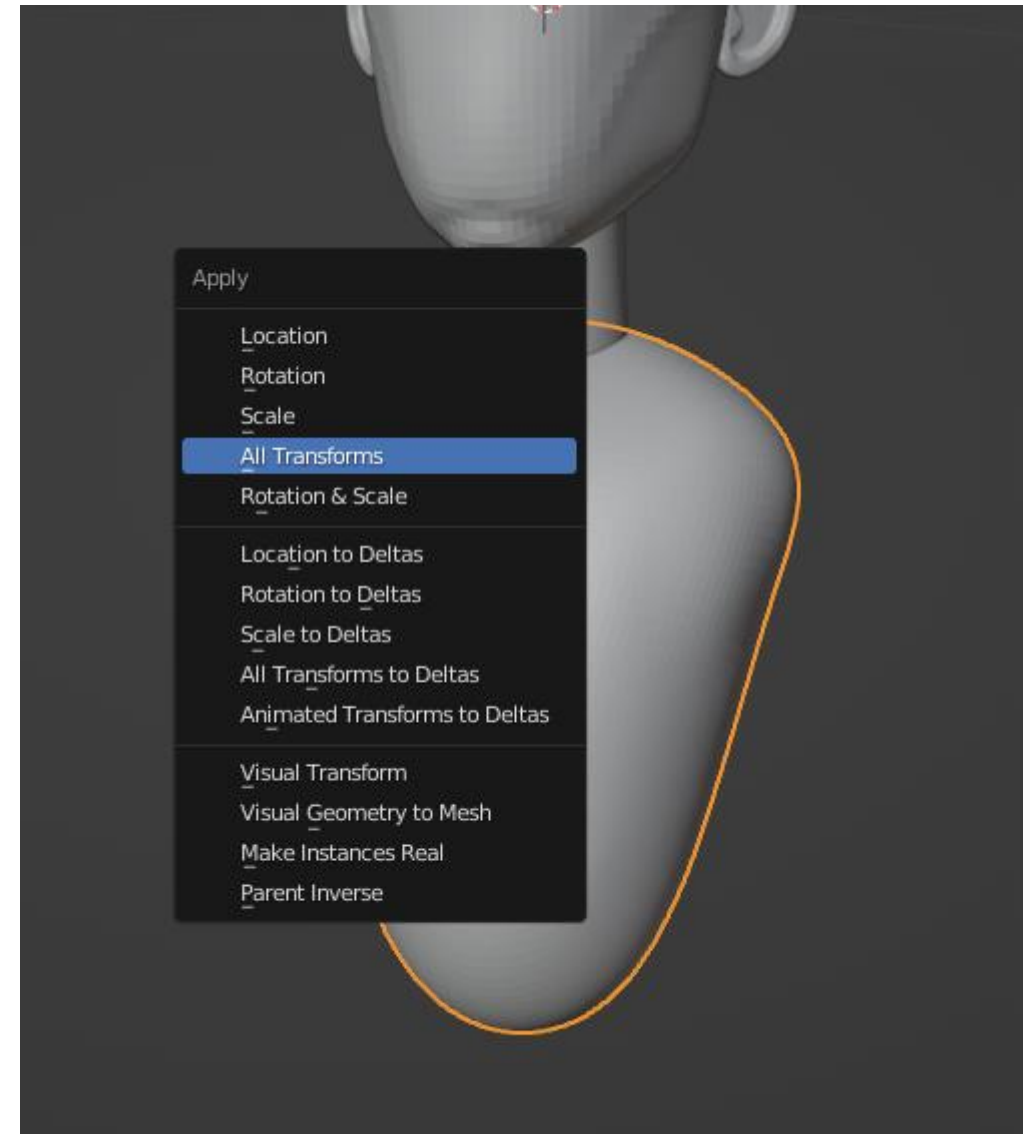 Apply
Location
Rotation
Scale
All Transforms
Rotation & Scale
Location to Deltas
Rotation to Deltas
Scale to Deltas
All Transforms to Deltas
Animated Transforms to Deltas
Visual Transform
Visual Geometry to Mesh
Make Instances Real
Parent Inverse